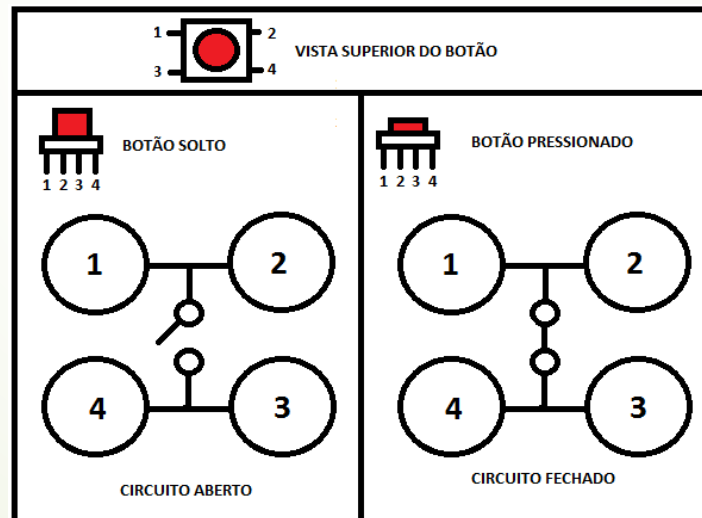 1 2
VISTA SUPERIOR DO BOTÃO
3 4
BOTÃO SOLTO
1 2 3 4
BOTÃO PRESSIONADO
1 2 3 4
1 2
4 3
CIRCUITO ABERTO
1 2
4 3
CIRCUITO FECHADO